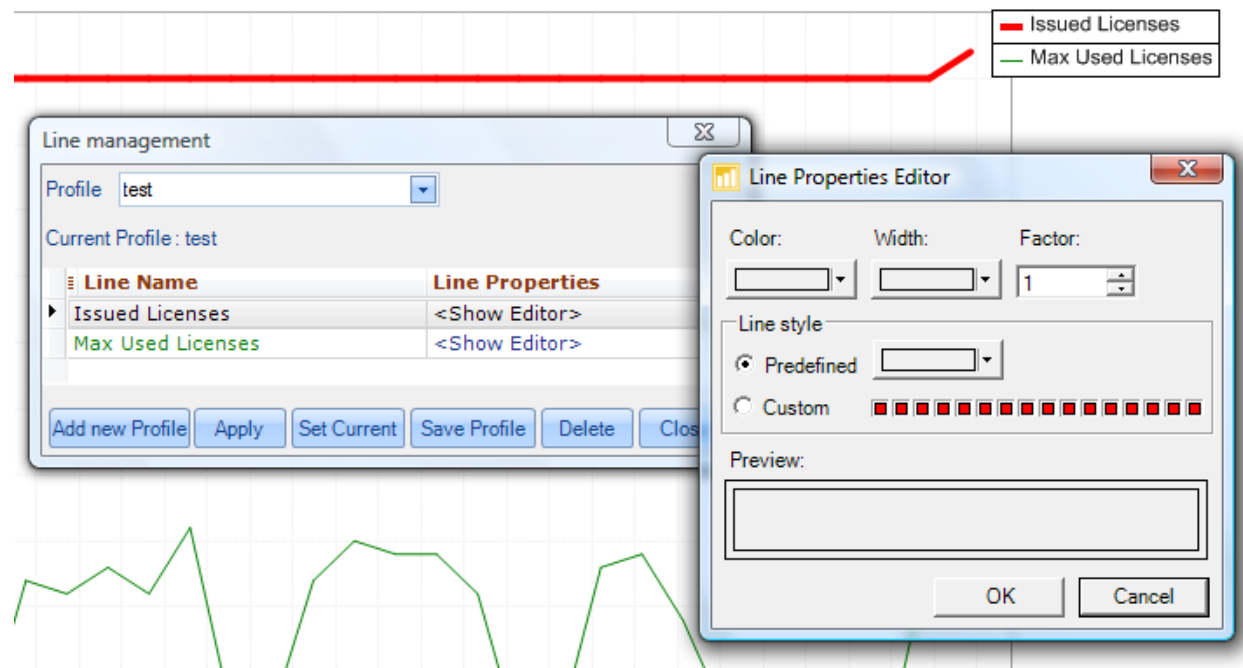 Issued Licenses
Max Used Licenses
Line management
Profile test
Current Profile : test
Line Name Line Properties
Issued Licenses <Show Editor>
Max Used Licenses <Show Editor>
Add new Profile Apply Set Current Save Profile Delete Clos
Line Properties Editor
Color: Width: Factor:
1
Line style
Predefined
Custom
Preview:
OK Cancel